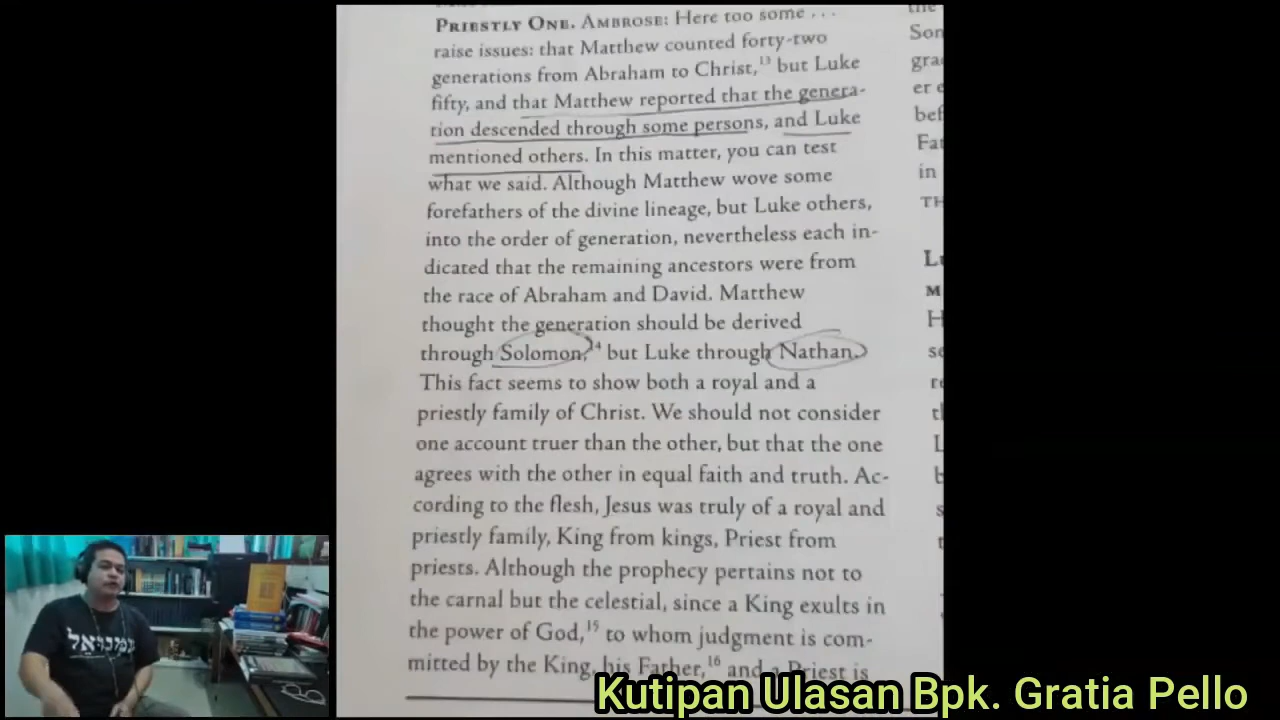 PRIESTLY ONE. AMBROSE: Here too some . . .
raise issues: that Matthew counted forty-two
generations from Abraham to Christ,13 but Luke
fifty, and that Matthew reported that the genera-
tion descended through some persons, and Luke
mentioned others. In this matter, you can test
what we said. Although Matthew wove some
forefathers of the divine lineage, but Luke others,
into the order of generation, nevertheless each in-
dicated that the remaining ancestors were from
the race of Abraham and David. Matthew
thought the generation should be derived
through Solomon,14 but Luke through Nathan.
This fact seems to show both a royal and a
priestly family of Christ. We should not consider
one account truer than the other, but that the one
agrees with the other in equal faith and truth. Ac-
cording to the flesh, Jesus was truly of a royal and
priestly family, King from kings, Priest from
priests. Although the prophecy pertains not to
the carnal but the celestial, since a King exults in
the power of God,15 to whom judgment is com-
mitted by the King, his Father,16 and a Priest is
the
Son
er
bef
Fat
in
TH
עמנואל
Kutipan Ulasan Bpk. Gratia Pello